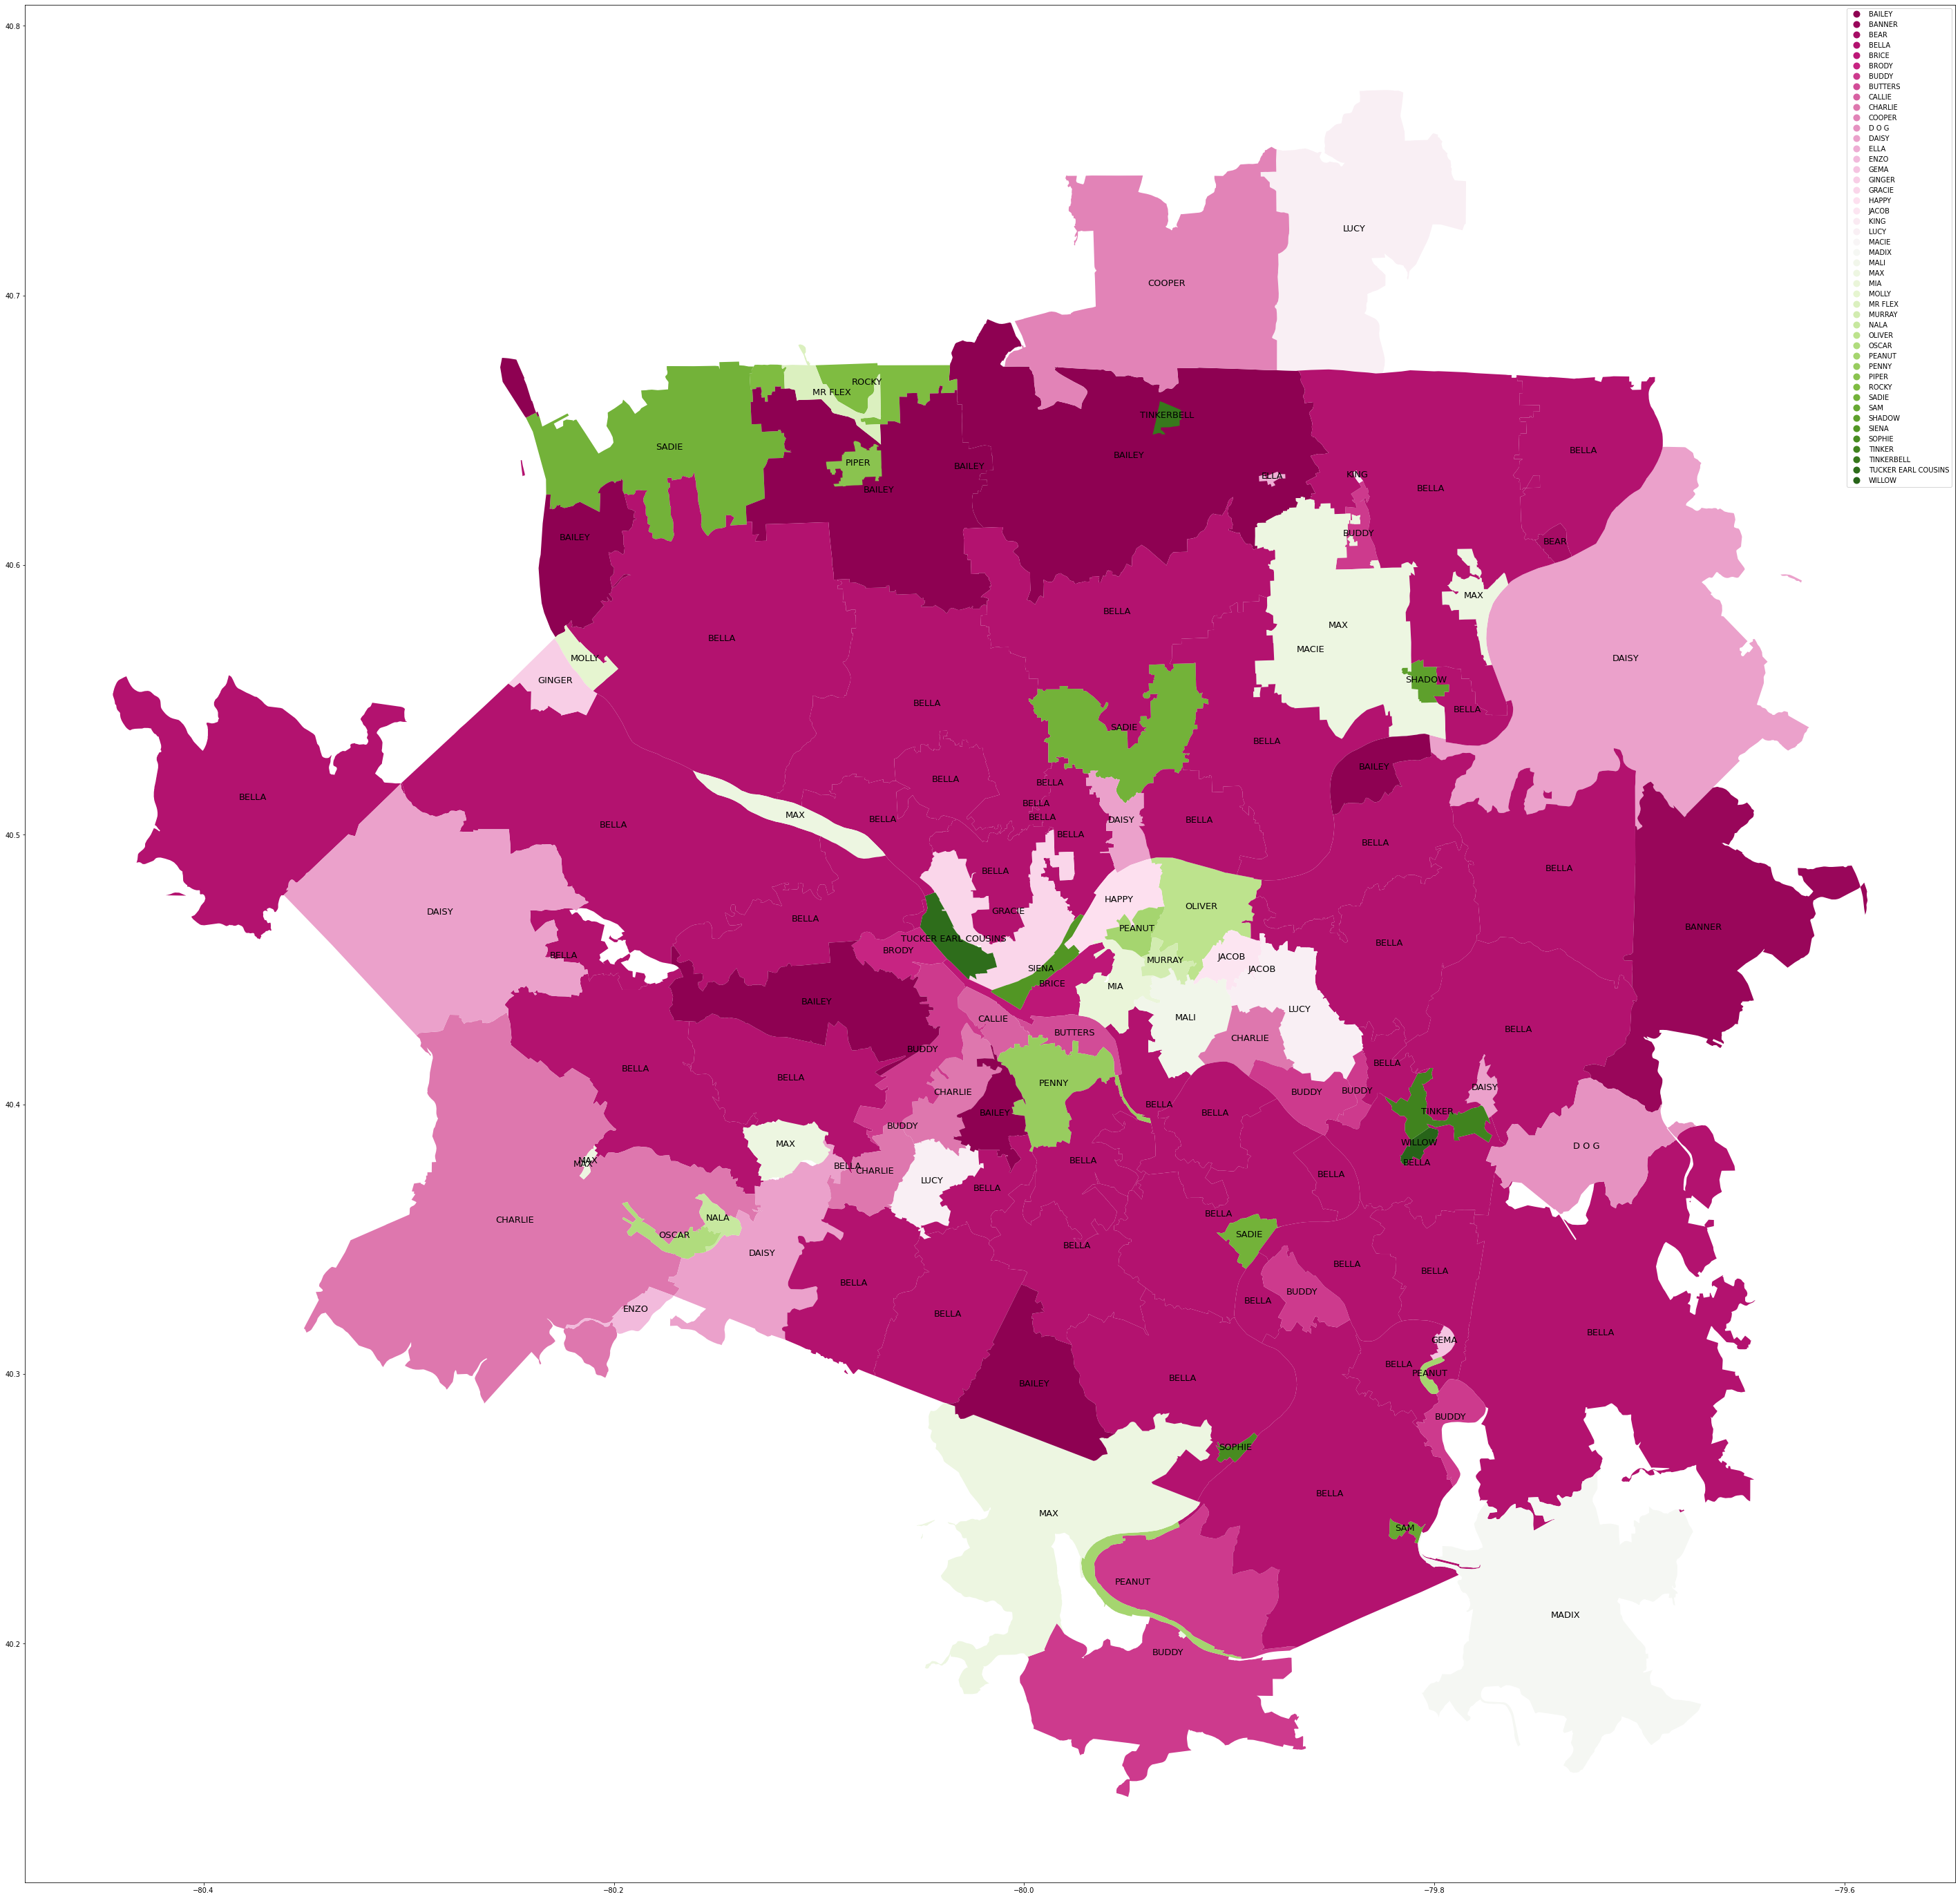 40.8
40.7
40.6
40.5
40.4
40.3
40.2
−80.4
−80.2
−80.0
−79.8
−79.6
BAILEY
BANNER
BEAR
BELLA
BRICE
BRODY
BUDDY
BUTTERS
CALLIE
CHARLIE
COOPER
D O G
DAISY
ELLA
ENZO
GEMA
GINGER
GRACIE
HAPPY
JACOB
KING
LUCY
MACIE
MADIX
MALI
MAX
MIA
MOLLY
MR FLEX
MURRAY
NALA
OLIVER
OSCAR
PEANUT
PENNY
PIPER
ROCKY
SADIE
SAM
SHADOW
SIENA
SOPHIE
TINKER
TINKERBELL
TUCKER EARL COUSINS
WILLOW
LUCY
COOPER
ROCKY
MR FLEX
TINKERBELL
SADIE
BELLA
BAILEY
PIPER
BAILEY
BAILEY
ELLA
KING
BELLA
BAILEY
BUDDY
BEAR
MAX
BELLA
BELLA
MAX
MACIE
MOLLY
DAISY
GINGER
SHADOW
BELLA
BELLA
SADIE
BELLA
BAILEY
BELLA
BELLA
BELLA
BELLA
MAX
BELLA
BELLA
DAISY
BELLA
BELLA
BELLA
BELLA
BELLA
BELLA
HAPPY
OLIVER
DAISY
GRACIE
BELLA
PEANUT
BANNER
TUCKER EARL COUSINS
BELLA
BRODY
BELLA
JACOB
MURRAY
SIENA
JACOB
BRICE
MIA
BAILEY
LUCY
CALLIE
MALI
BUTTERS
BELLA
CHARLIE
BUDDY
BELLA
BELLA
BELLA
PENNY
DAISY
CHARLIE
BUDDY
BUDDY
BELLA
BAILEY
BELLA
TINKER
BUDDY
MAX
WILLOW
D O G
MAX
MAX
BELLA
CHARLIE
BELLA
BELLA
BELLA
LUCY
BELLA
CHARLIE
NALA
BELLA
OSCAR
SADIE
BELLA
DAISY
BELLA
BELLA
BELLA
BUDDY
BELLA
ENZO
BELLA
BELLA
GEMA
BELLA
PEANUT
BAILEY
BELLA
BUDDY
SOPHIE
BELLA
MAX
SAM
PEANUT
MADIX
BUDDY